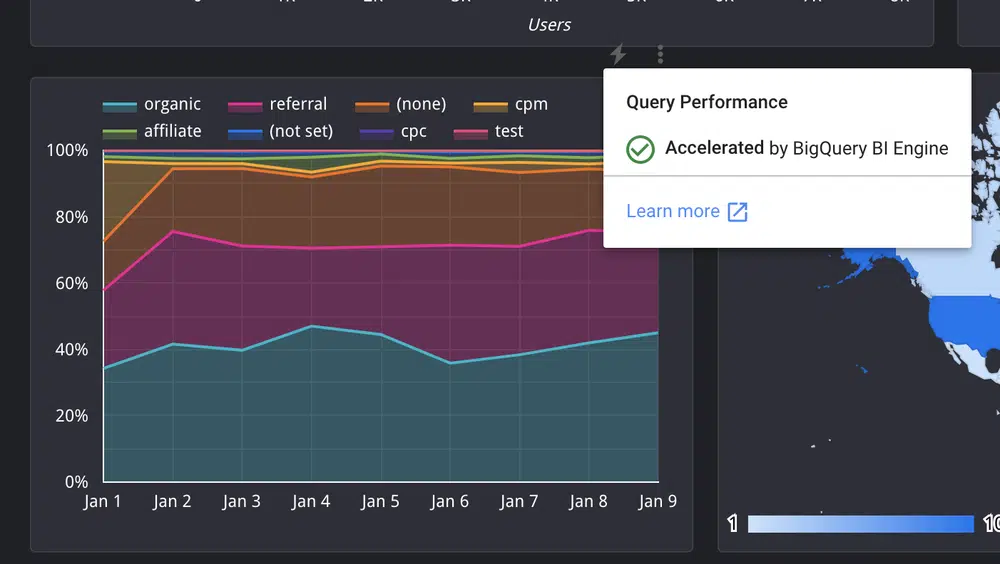 Users
organic referral (none) cpm
affiliate (not set) cpc test
Query Performance
Accelerated by BigQuery BI Engine
Learn more
100%
80%
60%
40%
20%
0%
Jan 1 Jan 2 Jan 3 Jan 4 Jan 5 Jan 6 Jan 7 Jan 8 Jan 9
1